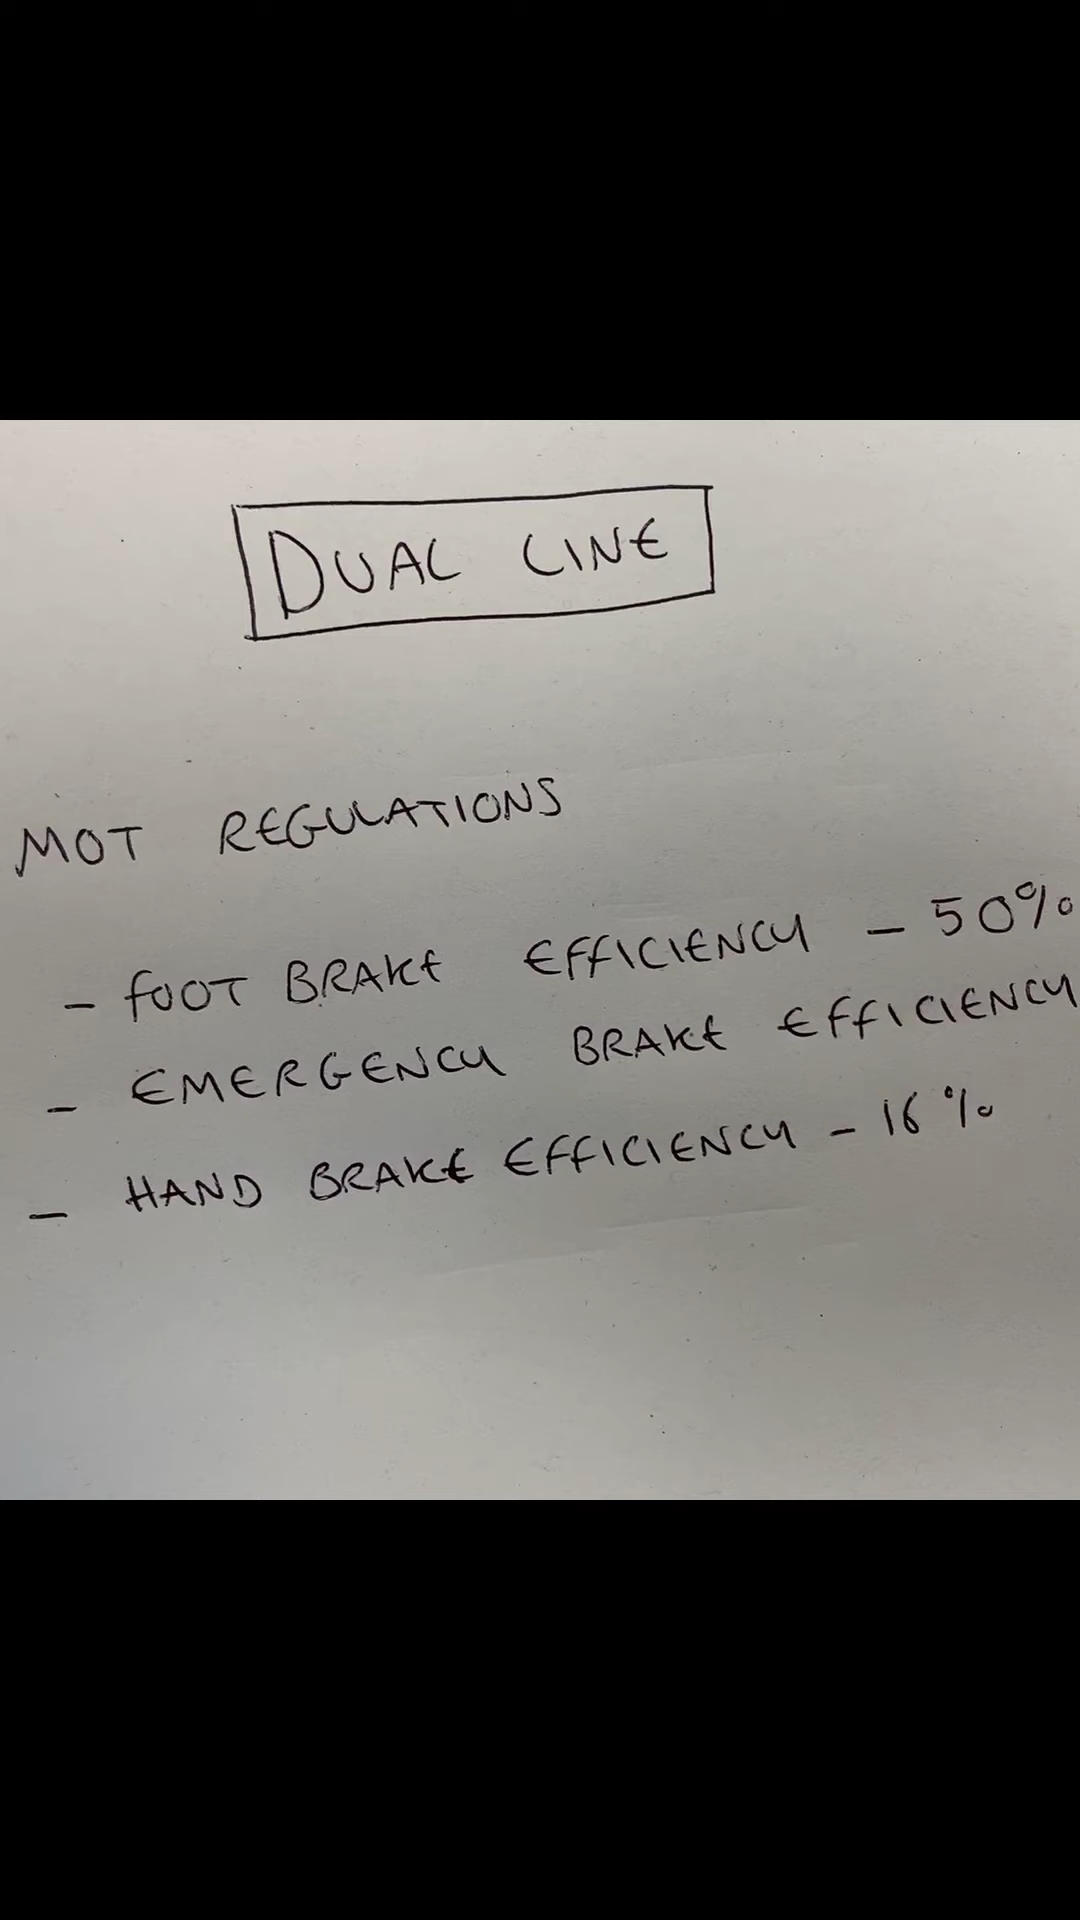 DUAL LINE
MOT REGULATIONS
- FOOT BRAKE EFFICIENCY - 50%
- EMERGENCY BRAKE EFFICIENCY
- HAND BRAKE EFFICIENCY - 16%